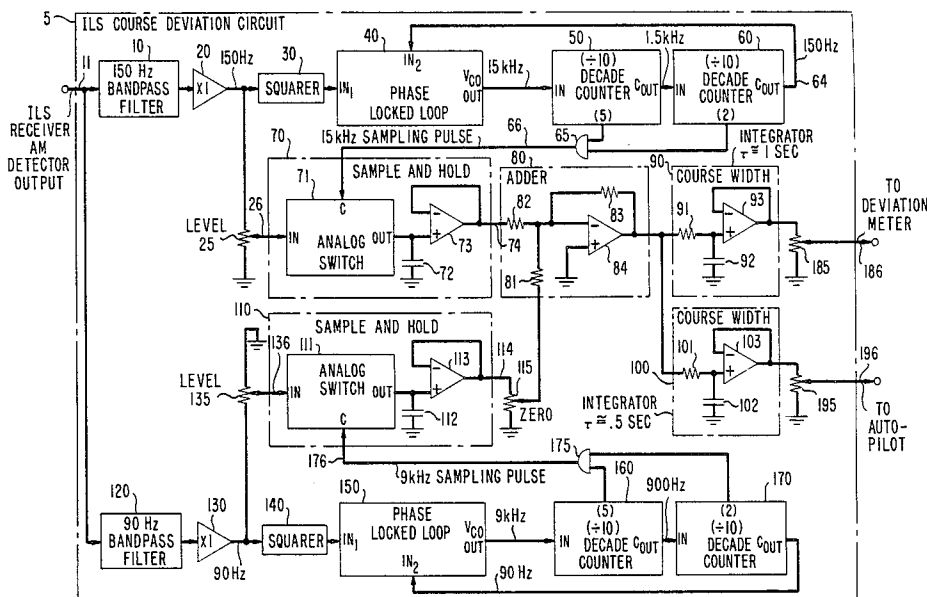 5
ILS COURSE DEVIATION CIRCUIT
11
10
150 Hz
BANDPASS
FILTER
20
X1
150Hz
30
SQUARER
40
IN2
IN1
PHASE
LOCKED LOOP
VCO
OUT
15kHz
50
(÷10)
DECADE
COUNTER
IN
COUT
(5)
1.5kHz
60
(÷10)
DECADE
COUNTER
IN
COUT
(2)
150Hz
64
ILS
RECEIVER
AM
DETECTOR
OUTPUT
15kHz SAMPLING PULSE
66
65
70
SAMPLE AND HOLD
71
C
26
IN
ANALOG
SWITCH
OUT
72
73
74
LEVEL
25
80
ADDER
82
83
81
84
INTEGRATOR
τ ≅ 1 SEC
90
COURSE WIDTH
91
92
93
185
186
TO
DEVIATION
METER
110
SAMPLE AND HOLD
111
136
IN
ANALOG
SWITCH
OUT
C
112
113
114
115
ZERO
LEVEL
135
COURSE WIDTH
100
101
102
103
INTEGRATOR
τ ≅ .5 SEC
195
196
TO
AUTO-
PILOT
176
9kHz SAMPLING PULSE
175
120
90 Hz
BANDPASS
FILTER
130
X1
90Hz
140
SQUARER
150
PHASE
LOCKED LOOP
IN1
IN2
VCO
OUT
9kHz
160
(5)
(÷10)
DECADE
COUNTER
IN
COUT
900Hz
170
(2)
(÷10)
DECADE
COUNTER
IN
COUT
90 Hz